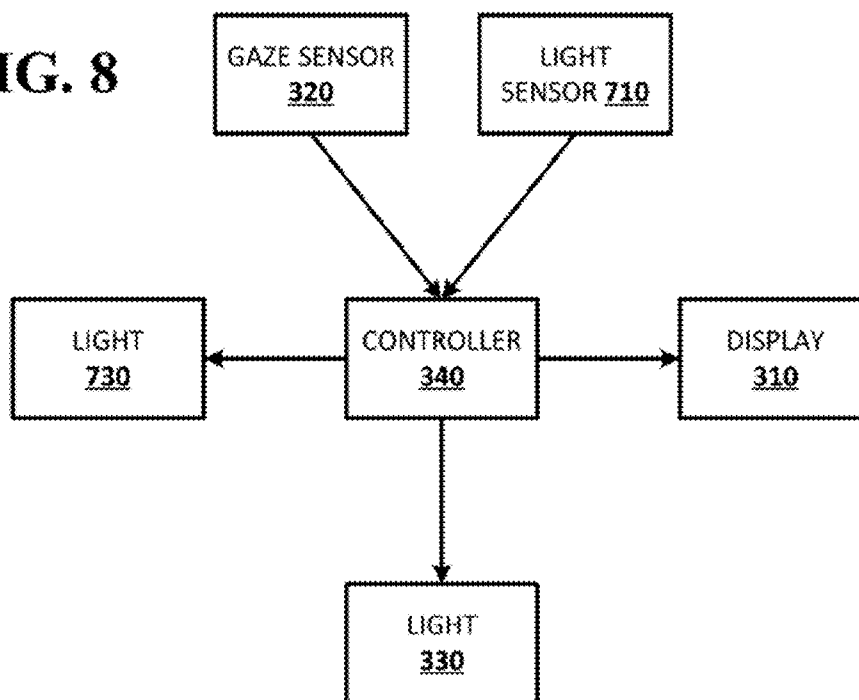 IG. 8
GAZE SENSOR
320
LIGHT
SENSOR 710
LIGHT
730
CONTROLLER
340
DISPLAY
310
LIGHT
330